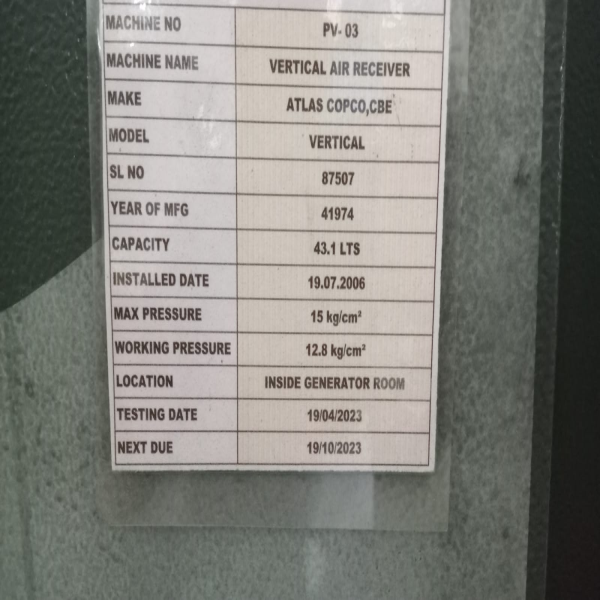 MACHINE NO PV- 03
MACHINE NAME VERTICAL AIR RECEIVER
MAKE ATLAS COPCO,CBE
MODEL VERTICAL
SL NO 87507
YEAR OF MFG 41974
CAPACITY 43.1 LTS
INSTALLED DATE 19.07.2006
MAX PRESSURE 15 kg/cm²
WORKING PRESSURE 12.8 kg/cm²
LOCATION INSIDE GENERATOR ROOM
TESTING DATE 19/04/2023
NEXT DUE 19/10/2023